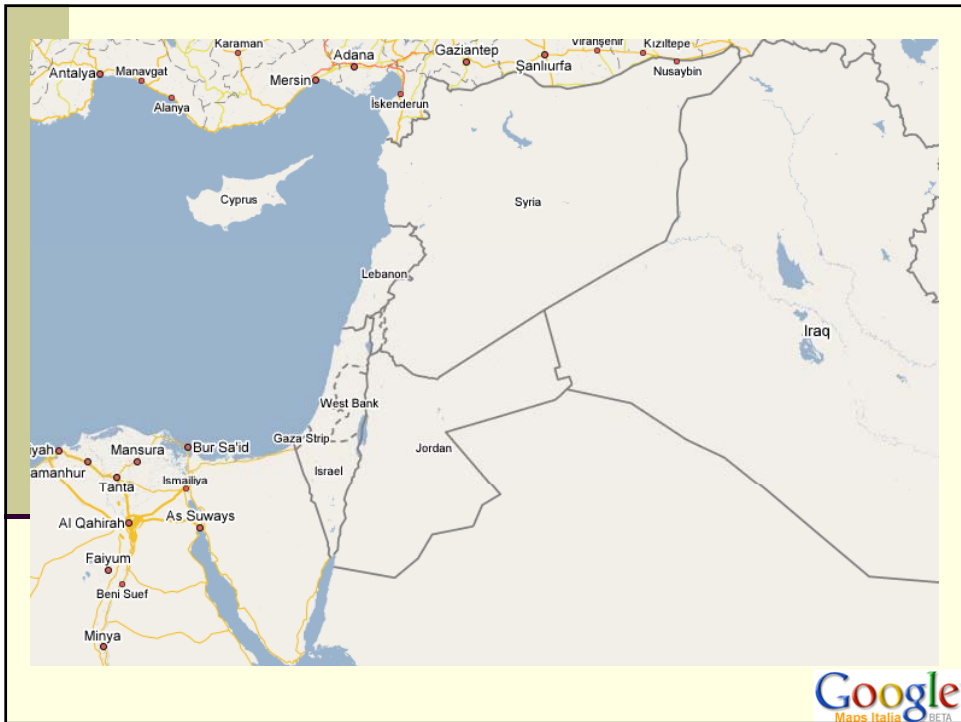 Karaman
Adana
Gaziantep
Viranşehir
Kızıltepe
Antalya
Manavgat
Mersin
Şanlıurfa
Nusaybin
Alanya
İskenderun
Cyprus
Syria
Lebanon
Iraq
West Bank
Gaza Strip
Israel
Jordan
yah
Mansura
Bur Sa'id
amanhur
Tanta
Ismailiya
Al Qahirah
As Suways
Faiyum
Beni Suef
Minya
Google
Maps Italia BETA